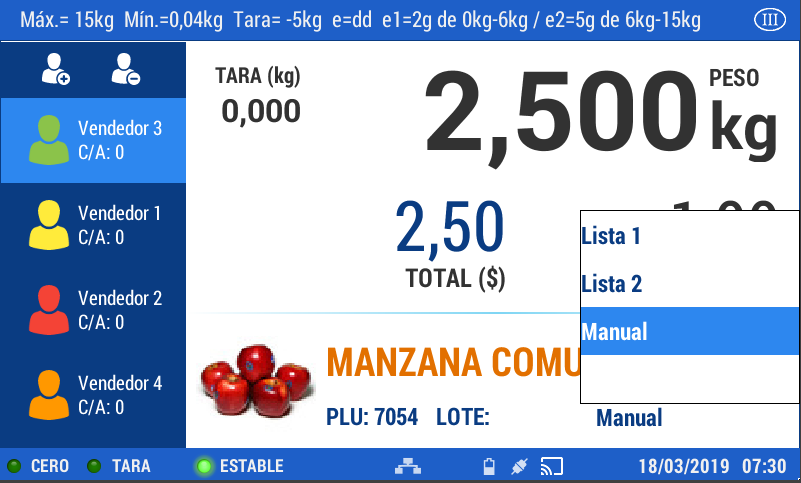 Máx.= 15kg Mín.=0,04kg Tara= -5kg e=dd e1=2g de 0kg-6kg / e2=5g de 6kg-15kg III
Vendedor 3
C/A: 0
Vendedor 1
C/A: 0
Vendedor 2
C/A: 0
Vendedor 4
C/A: 0
TARA (kg)
0,000
2,500
PESO
kg
2,50
TOTAL ($)
Lista 1
Lista 2
Manual
MANZANA COMU
PLU: 7054 LOTE:
Manual
CERO TARA ESTABLE 18/03/2019 07:30